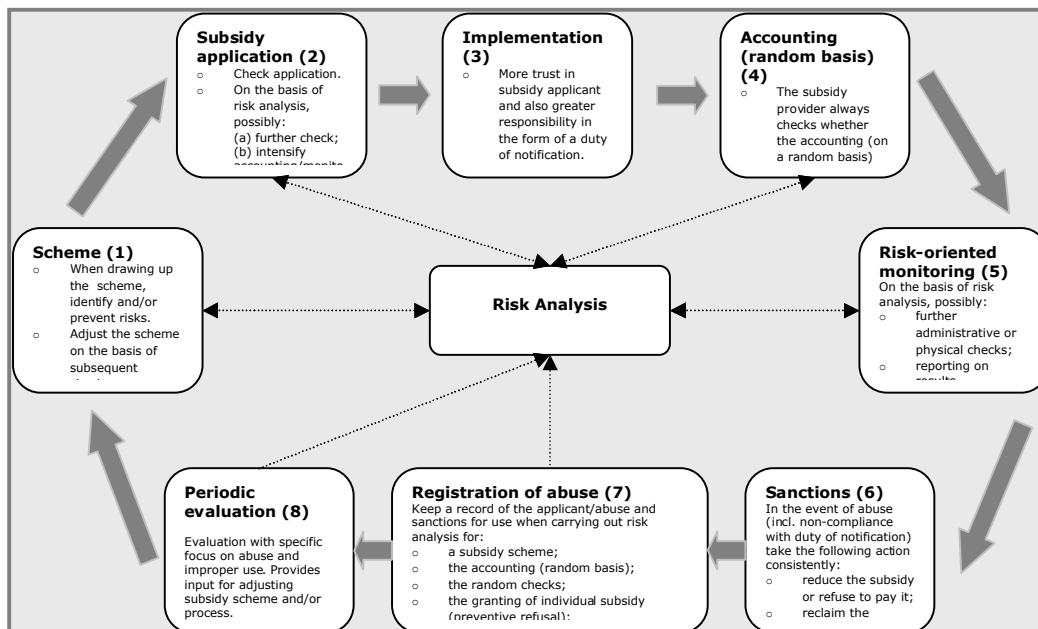 Subsidy
application (2)
o Check application.
o On the basis of
risk analysis,
possibly:
(a) further check;
(b) intensify
Implementation
(3)
o More trust in
subsidy applicant
and also greater
responsibility in
the form of a duty
of notification.
Accounting
(random basis)
(4)
o The subsidy
provider always
checks whether
the accounting (on
a random basis)
Scheme (1)
o When drawing up
the scheme,
identify and/or
prevent risks.
o Adjust the scheme
on the basis of
subsequent
Risk Analysis
Risk-oriented
monitoring (5)
On the basis of risk
analysis, possibly:
o further
administrative or
physical checks;
o reporting on
results
Periodic
evaluation (8)
Evaluation with specific
focus on abuse and
improper use. Provides
input for adjusting
subsidy scheme and/or
process.
Registration of abuse (7)
Keep a record of the applicant/abuse and
sanctions for use when carrying out risk
analysis for:
o a subsidy scheme;
o the accounting (random basis);
o the random checks;
o the granting of individual subsidy
(preventive refusal);
Sanctions (6)
In the event of abuse
(incl. non-compliance
with duty of notification)
take the following action
consistently:
o reduce the subsidy
or refuse to pay it;
o reclaim the